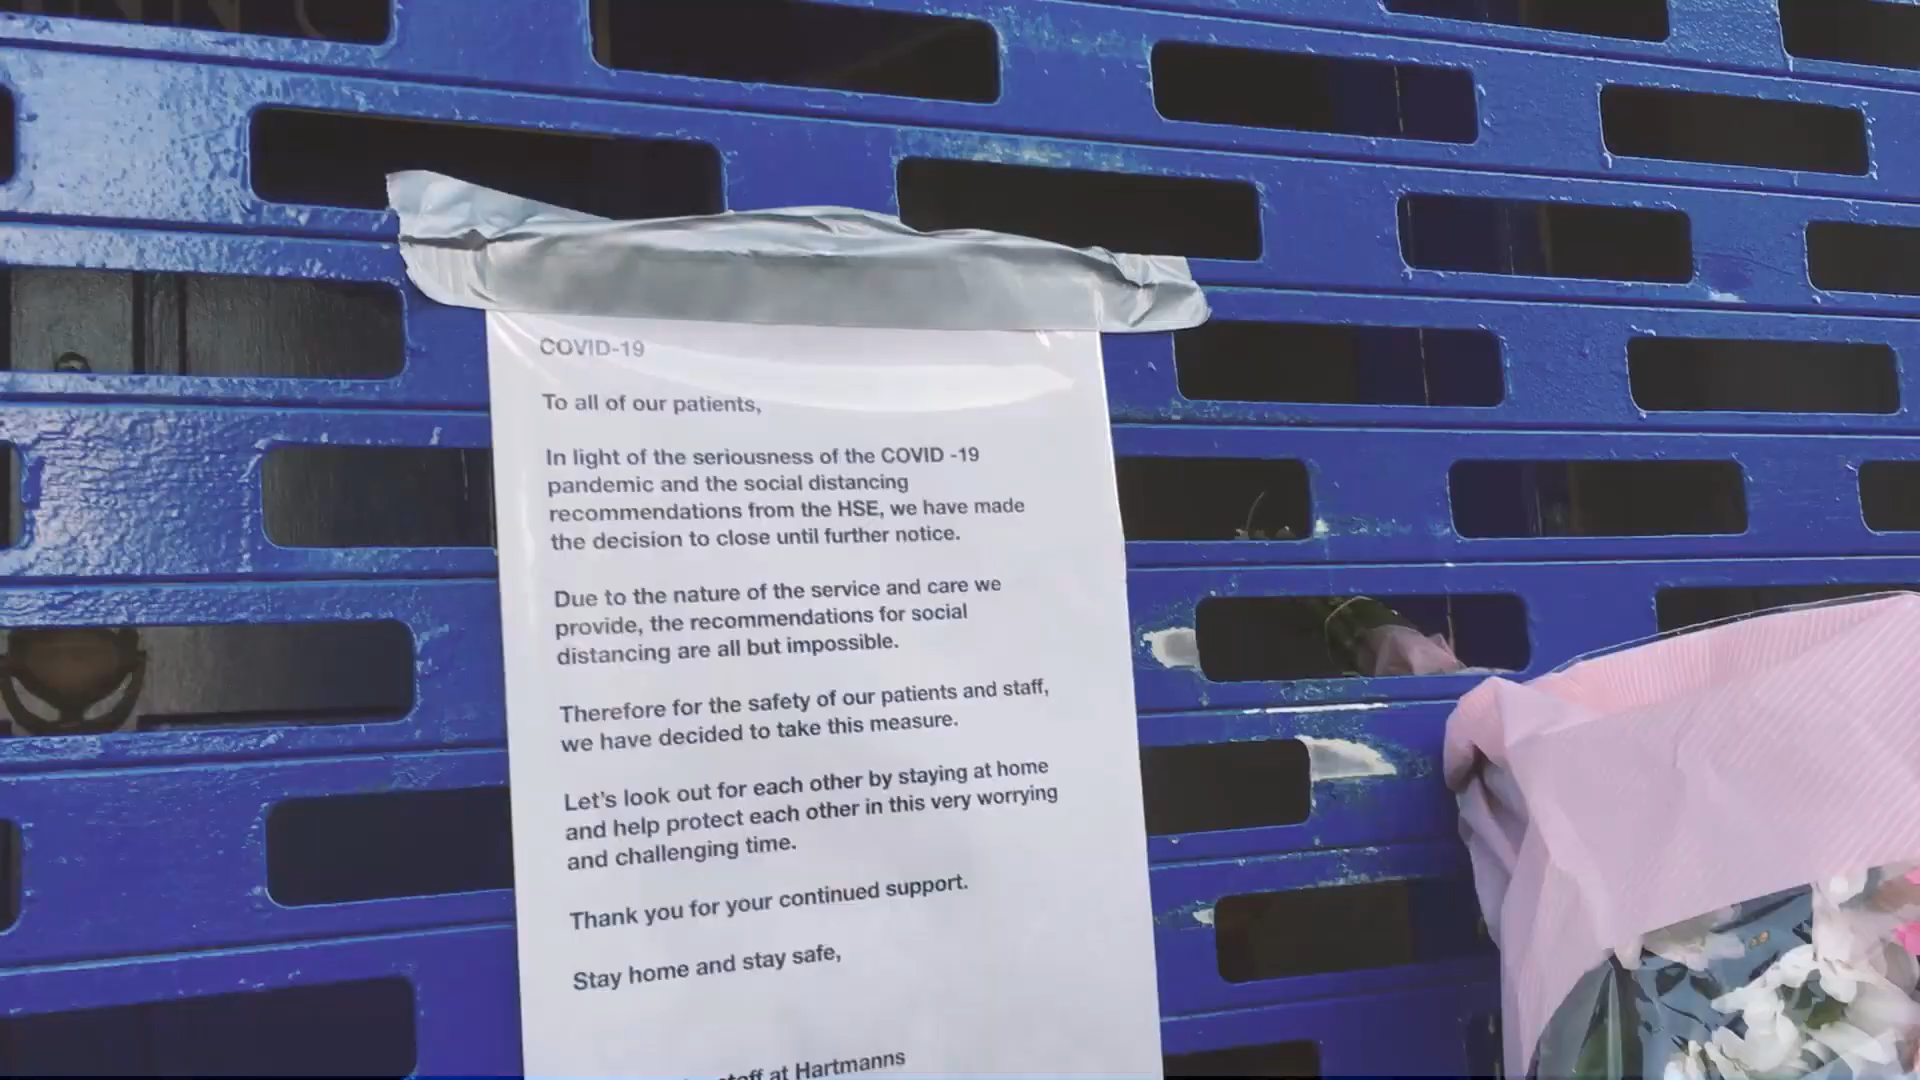 COVID-19
To all of our patients,
In light of the seriousness of the COVID -19
pandemic and the social distancing
recommendations from the HSE, we have made
the decision to close until further notice.
Due to the nature of the service and care we
provide, the recommendations for social
distancing are all but impossible.
Therefore for the safety of our patients and staff,
we have decided to take this measure.
Let's look out for each other by staying at home
and help protect each other in this very worrying
and challenging time.
Thank you for your continued support.
Stay home and stay safe,
at Hartmanns